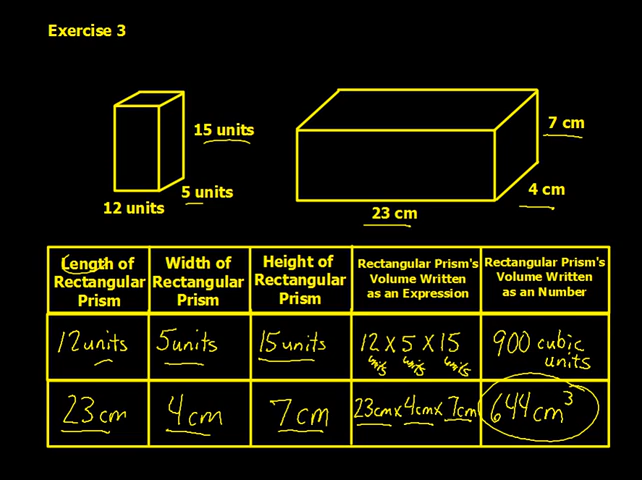 Exercise 3
15 units
5 units
12 units
7 cm
4 cm
23 cm
Length of
Rectangular
Prism
Width of
Rectangular
Prism
Height of
Rectangular
Prism
Rectangular Prism's
Volume Written
as an Expression
Rectangular Prism's
Volume Written
as an Number
12 units
5 units
15 units
12 x 5 x 15
units units units
900 cubic
units
23 cm
4 cm
7 cm
23cm x 4cm x 7cm
644 cm³